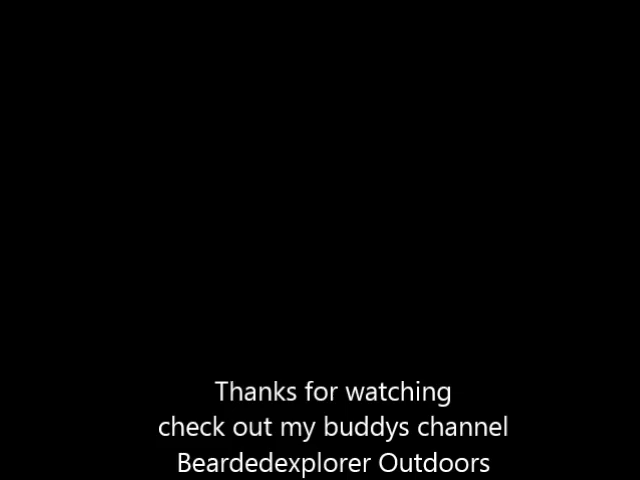 Thanks for watching
check out my buddys channel
Beardedexplorer Outdoors